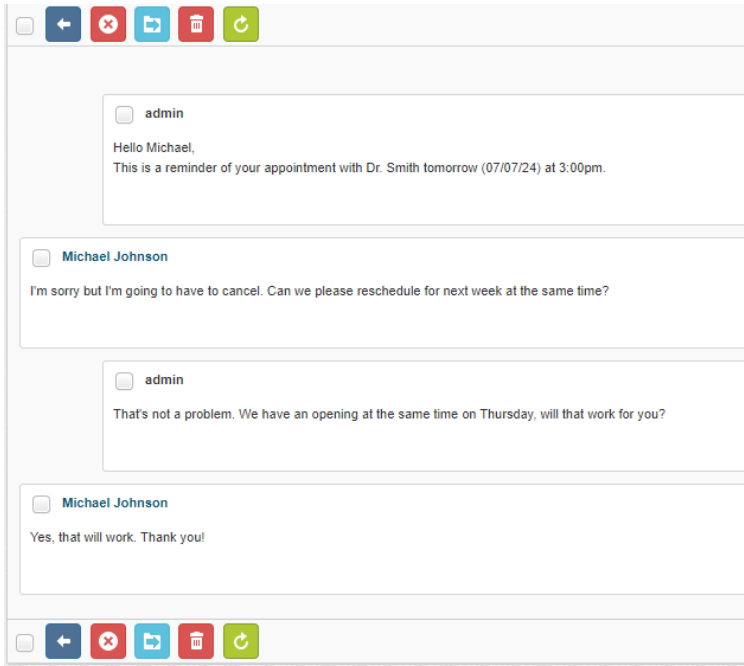 admin
Hello Michael,
This is a reminder of your appointment with Dr. Smith tomorrow (07/07/24) at 3:00pm.
Michael Johnson
I'm sorry but I'm going to have to cancel. Can we please reschedule for next week at the same time?
admin
That's not a problem. We have an opening at the same time on Thursday, will that work for you?
Michael Johnson
Yes, that will work. Thank you!